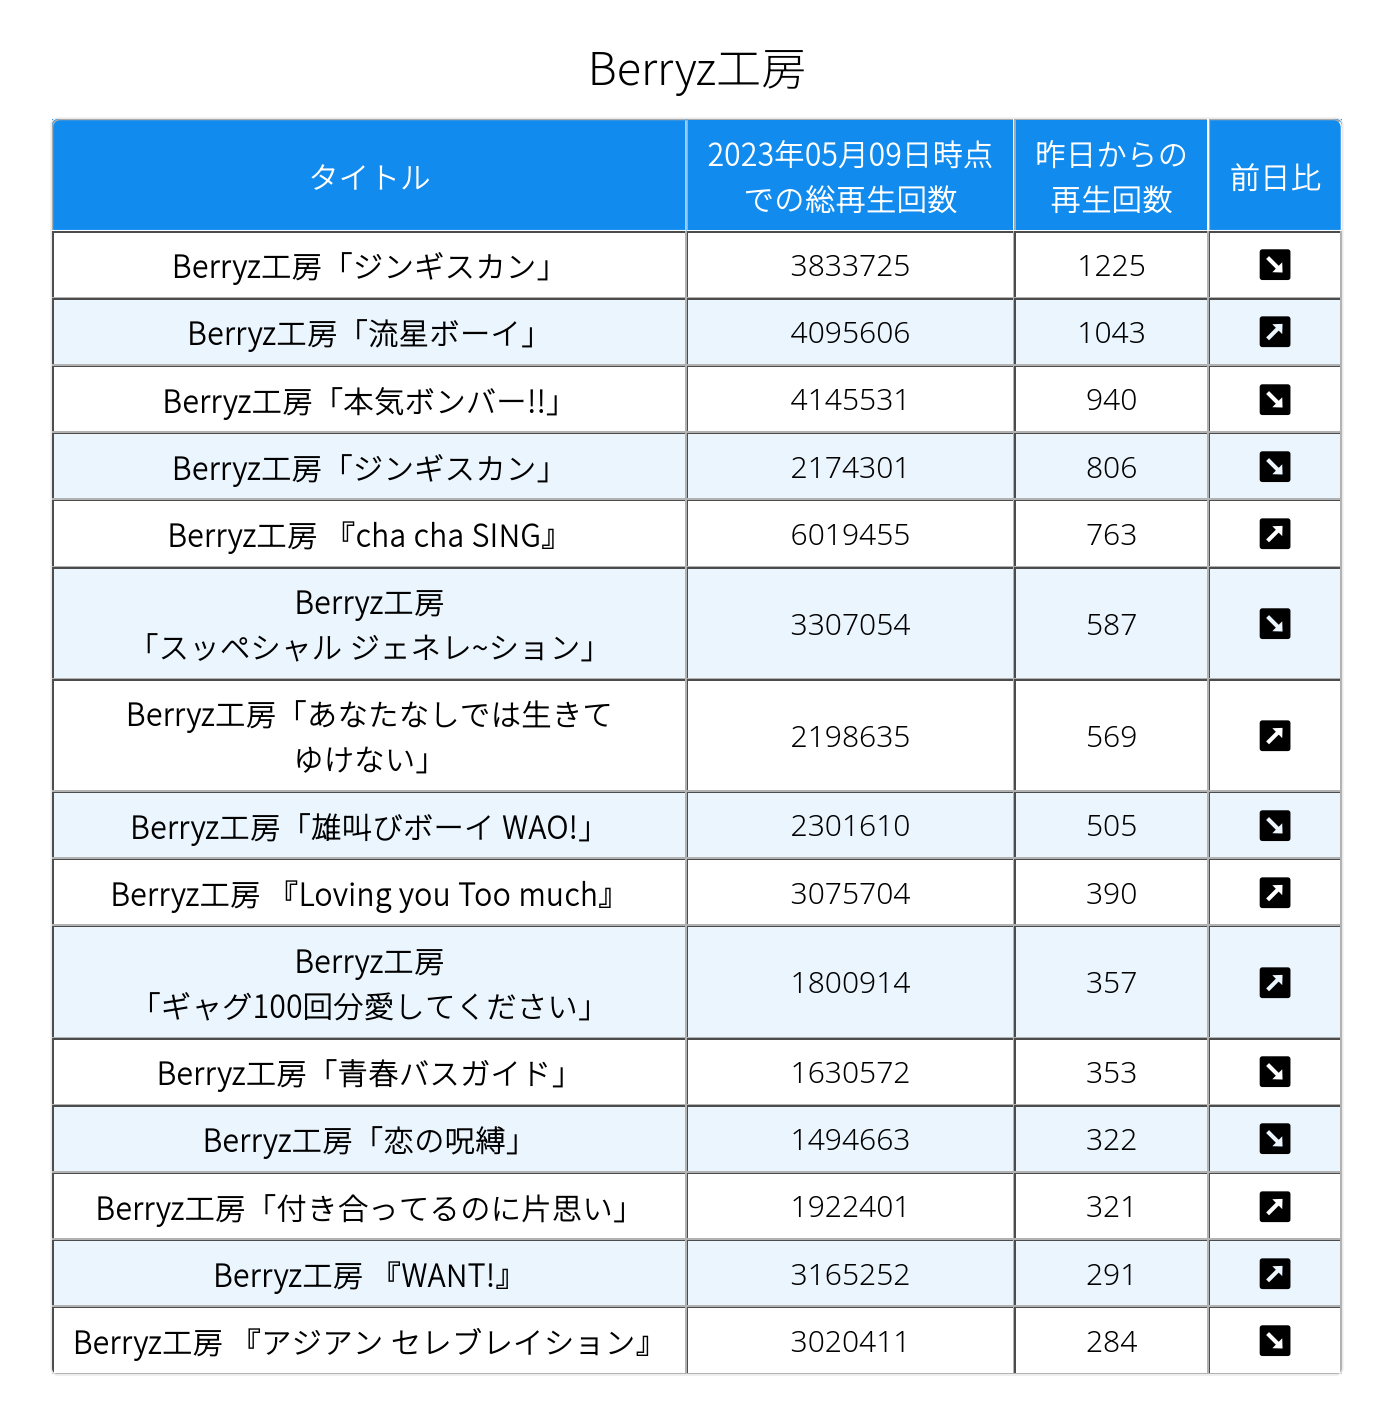 Berryz工房
タイトル
2023年05月09日時点
での総再生回数
昨日からの
再生回数
前日比
Berryz工房「ジンギスカン」 3833725 1225
Berryz工房「流星ボーイ」 4095606 1043
Berryz工房「本気ボンバー!!」 4145531 940
Berryz工房「ジンギスカン」 2174301 806
Berryz工房 『cha cha SING』 6019455 763
Berryz工房
「スッペシャル ジェネレ~ション」 3307054 587
Berryz工房「あなたなしでは生きて
ゆけない」 2198635 569
Berryz工房「雄叫びボーイ WAO!」 2301610 505
Berryz工房 『Loving you Too much』 3075704 390
Berryz工房
「ギャグ100回分愛してください」 1800914 357
Berryz工房「青春バスガイド」 1630572 353
Berryz工房「恋の呪縛」 1494663 322
Berryz工房「付き合ってるのに片思い」 1922401 321
Berryz工房 『WANT!』 3165252 291
Berryz工房 『アジアン セレブレイション』 3020411 284